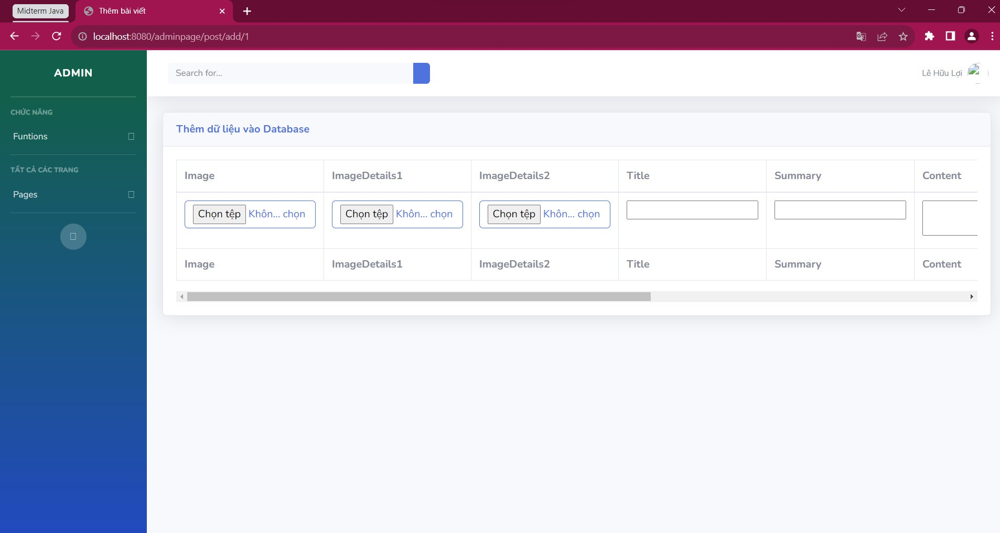 Midterm Java
Thêm bài viết
localhost:8080/adminpage/post/add/1
ADMIN
CHỨC NĂNG
Funtions
TẤT CẢ CÁC TRANG
Pages
Search for...
Lê Hữu Lợi
Thêm dữ liệu vào Database
Image ImageDetails1 ImageDetails2 Title Summary Content
Chọn tệp Khôn... chọn Chọn tệp Khôn... chọn Chọn tệp Khôn... chọn
Image ImageDetails1 ImageDetails2 Title Summary Content